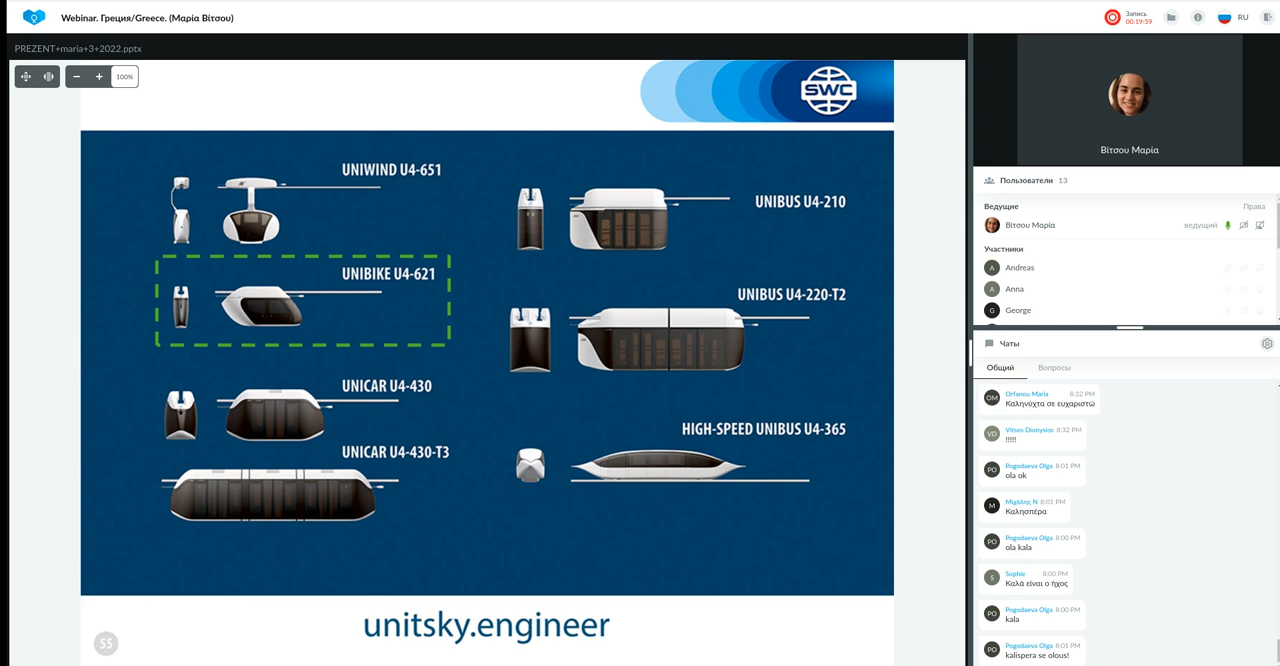 Webinar. Греция/Greece. (Μαρία Βίτσου)
Запись
00:19:59
RU
PREZENT+maria+3+2022.pptx
100%
SWC
UNIWIND U4-651
UNIBIKE U4-621
UNICAR U4-430
UNICAR U4-430-T3
UNIBUS U4-210
UNIBUS U4-220-T2
HIGH-SPEED UNIBUS U4-365
unitsky.engineer
55
Βίτσου Μαρία
Пользователи 13
Ведущие Права
Βίτσου Μαρία ведущий
Участники
A Andreas
A Anna
G George
Чаты
Общий Вопросы
OM Orfanou Maria 8:32 PM
Καληνύχτα σε ευχαριστώ
VD Vitsos Dionysios 8:32 PM
!!!!!
PO Pogodaeva Olga 8:01 PM
ola ok
M Μιχάλης Ν 8:01 PM
Καλησπέρα
PO Pogodaeva Olga 8:00 PM
ola kala
S Sophie 8:00 PM
Καλά είναι ο ήχος
PO Pogodaeva Olga 8:00 PM
kala
PO Pogodaeva Olga 8:01 PM
kalispera se olous!